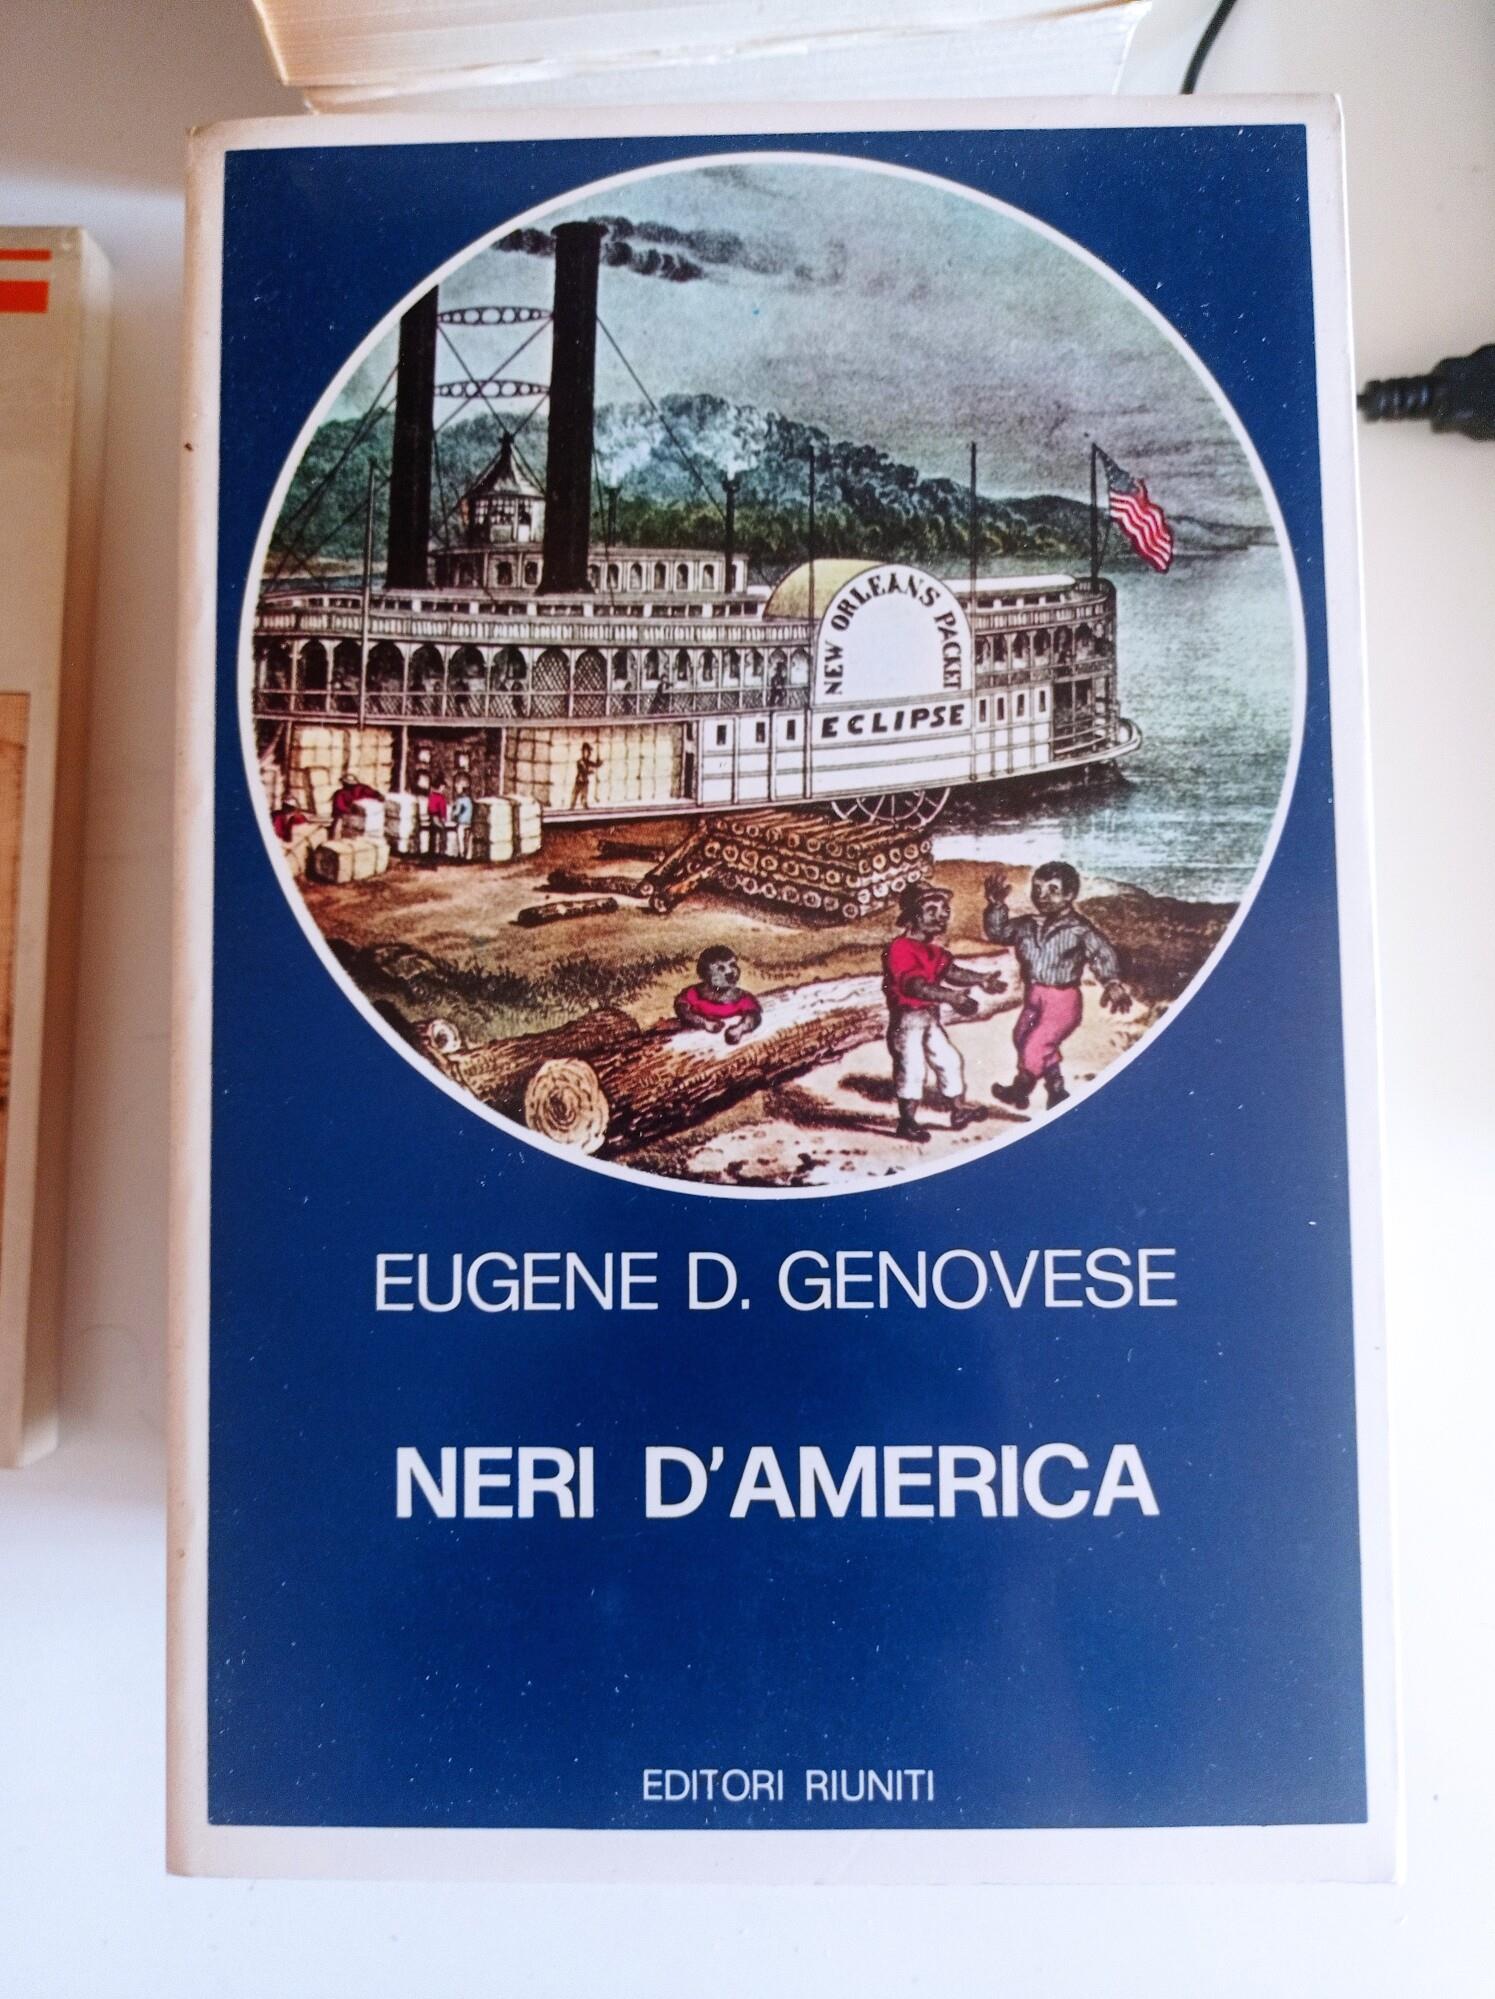 NEW ORLEANS PACKET
ECLIPSE
EUGENE D. GENOVESE
NERI D'AMERICA
EDITORI RIUNITI